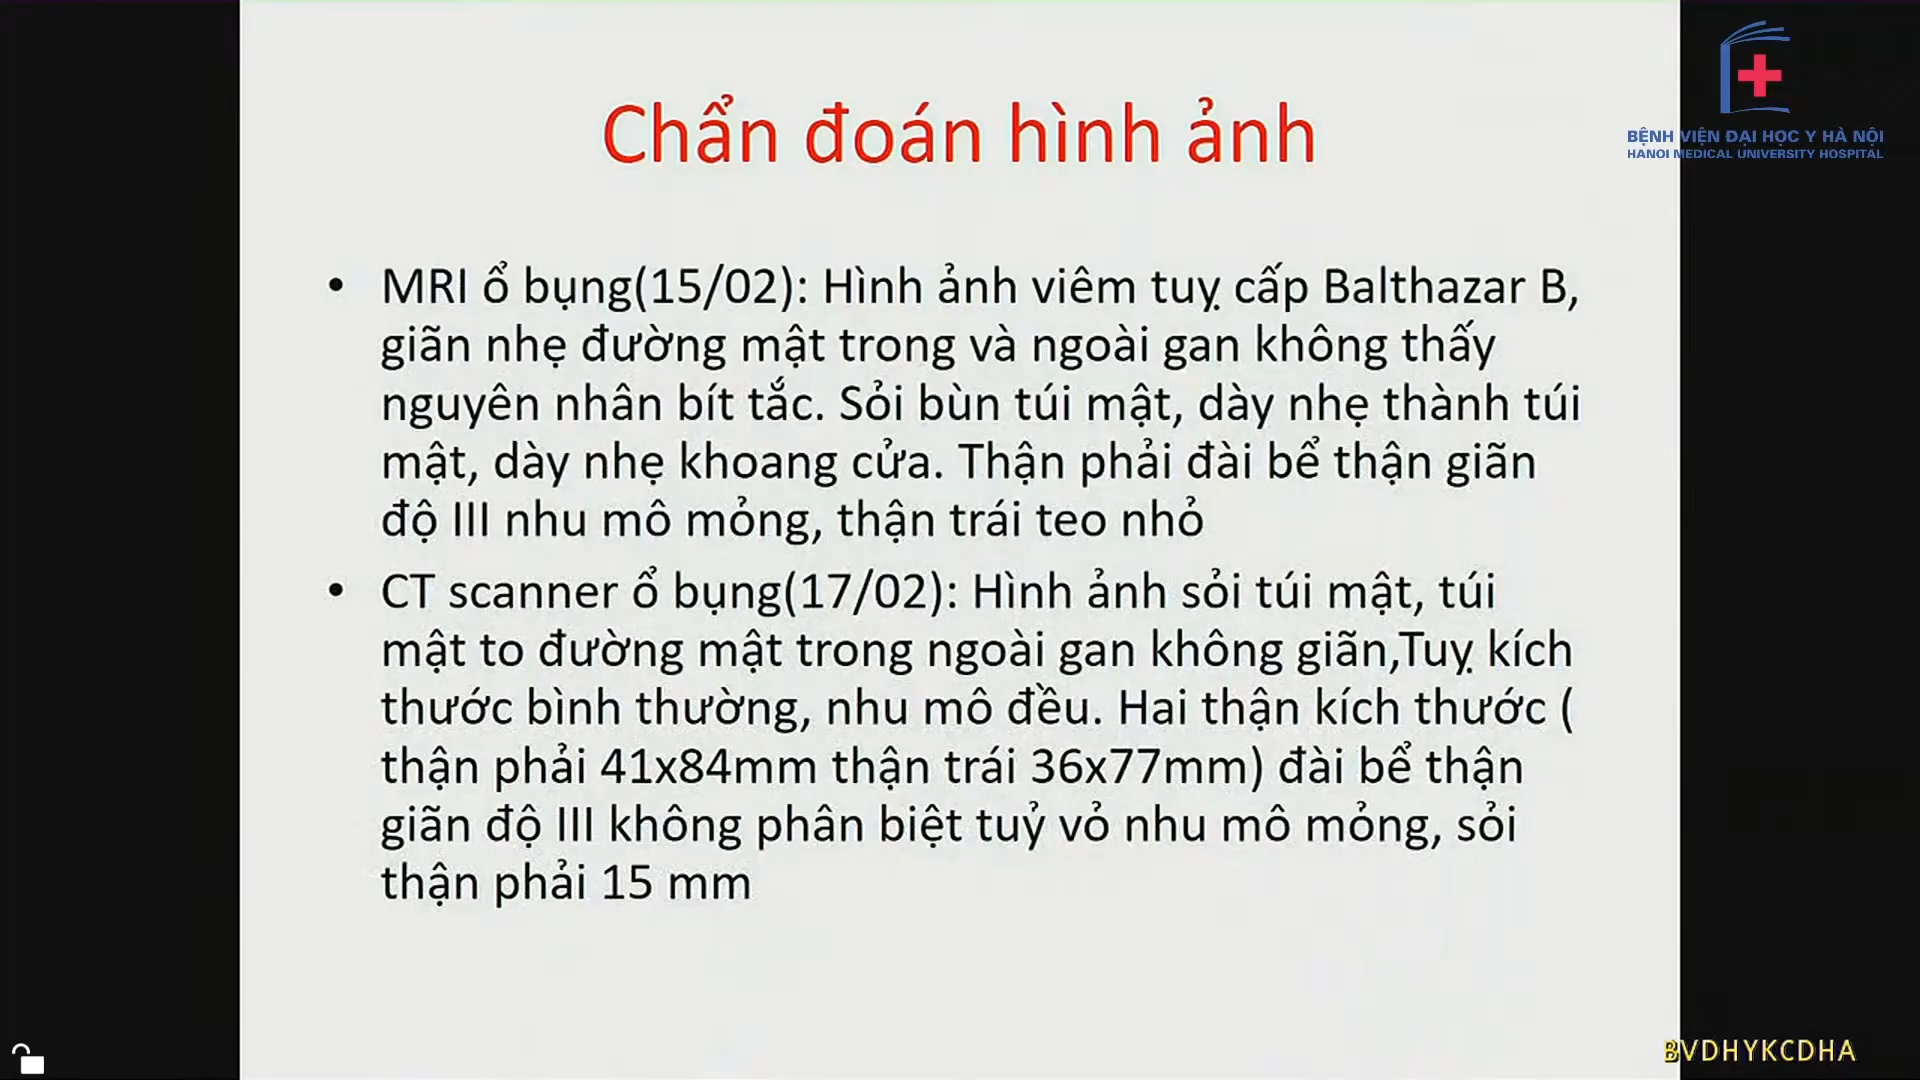 Chẩn đoán hình ảnh
BỆNH VIỆN ĐẠI HỌC Y HÀ NỘI
HANOI MEDICAL UNIVERSITY HOSPITAL
• MRI ổ bụng(15/02): Hình ảnh viêm tuỵ cấp Balthazar B,
giãn nhẹ đường mật trong và ngoài gan không thấy
nguyên nhân bít tắc. Sỏi bùn túi mật, dày nhẹ thành túi
mật, dày nhẹ khoang cửa. Thận phải đài bể thận giãn
độ III nhu mô mỏng, thận trái teo nhỏ
• CT scanner ổ bụng(17/02): Hình ảnh sỏi túi mật, túi
mật to đường mật trong ngoài gan không giãn,Tuỵ kích
thước bình thường, nhu mô đều. Hai thận kích thước (
thận phải 41x84mm thận trái 36x77mm) đài bể thận
giãn độ III không phân biệt tuỷ vỏ nhu mô mỏng, sỏi
thận phải 15 mm
BVDHYKCDHA